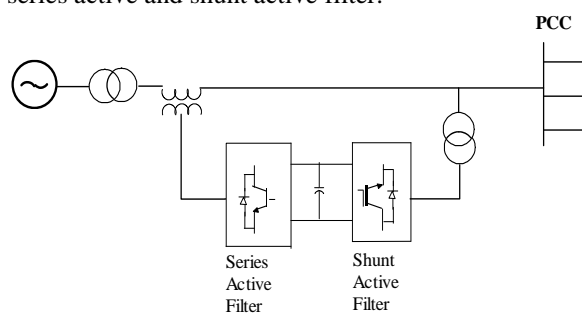 series active and shunt active filter.
PCC
Series
Active
Filter
Shunt
Active
Filter